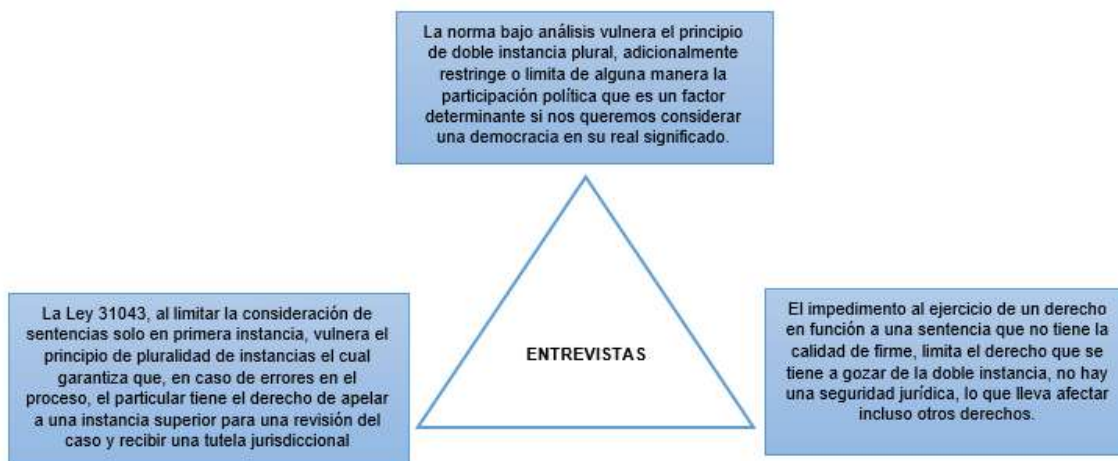 La norma bajo análisis vulnera el principio
de doble instancia plural, adicionalmente
restringe o limita de alguna manera la
participación política que es un factor
determinante si nos queremos considerar
una democracia en su real significado.
La Ley 31043, al limitar la consideración de
sentencias solo en primera instancia, vulnera el
principio de pluralidad de instancias el cual
garantiza que, en caso de errores en el
proceso, el particular tiene el derecho de apelar
a una instancia superior para una revisión del
caso y recibir una tutela jurisdiccional
ENTREVISTAS
El impedimento al ejercicio de un derecho
en función a una sentencia que no tiene la
calidad de firme, limita el derecho que se
tiene a gozar de la doble instancia, no hay
una seguridad jurídica, lo que lleva afectar
incluso otros derechos.